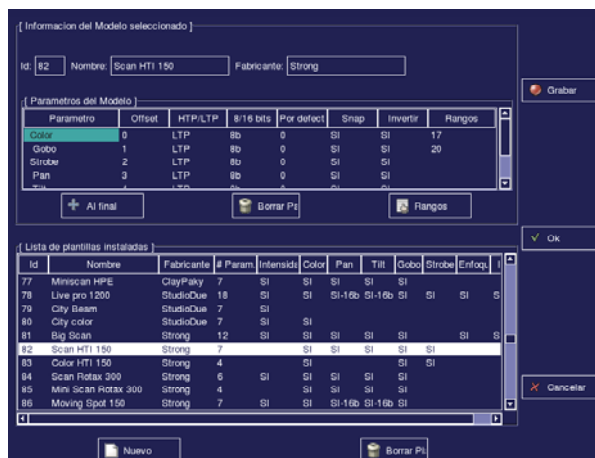 [ Informacion del Modelo seleccionado ]
Id: 82 Nombre: Scan HTI 150 Fabricante: Strong
Grabar
[ Parametros del Modelo ]
Parametro Offset HTP/LTP 8/16 bits Por defect Snap Invertir Rangos
Color 0 LTP 8b 0 SI SI 17
Gobo 1 LTP 8b 0 SI SI 20
Strobe 2 LTP 8b 0 SI SI
Pan 3 LTP 8b 0 SI SI
Tilt LTP 8b 0 SI SI
Al final Borrar Pa Rangos
Ok
[ Lista de plantillas instaladas ]
Id Nombre Fabricante # Param. Intensida Color Pan Tilt Gobo Strobe Enfoqu I
77 Miniscan HPE ClayPaky 7 SI SI SI SI SI
78 Live pro 1200 StudioDue 18 SI SI SI-16b SI-16b SI SI SI S
79 City Beam StudioDue 7 SI
80 City color StudioDue 7 SI SI
81 Big Scan Strong 12 SI SI SI SI SI SI S
82 Scan HTI 150 Strong 7 SI SI SI SI SI
83 Color HTI 150 Strong 4 SI SI SI
84 Scan Rotax 300 Strong 6 SI SI SI SI SI
85 Mini Scan Rotax 300 Strong 4 SI SI SI SI
86 Moving Spot 150 Strong 7 SI SI SI-16b SI-16b SI
Cancelar
Nuevo Borrar Pl